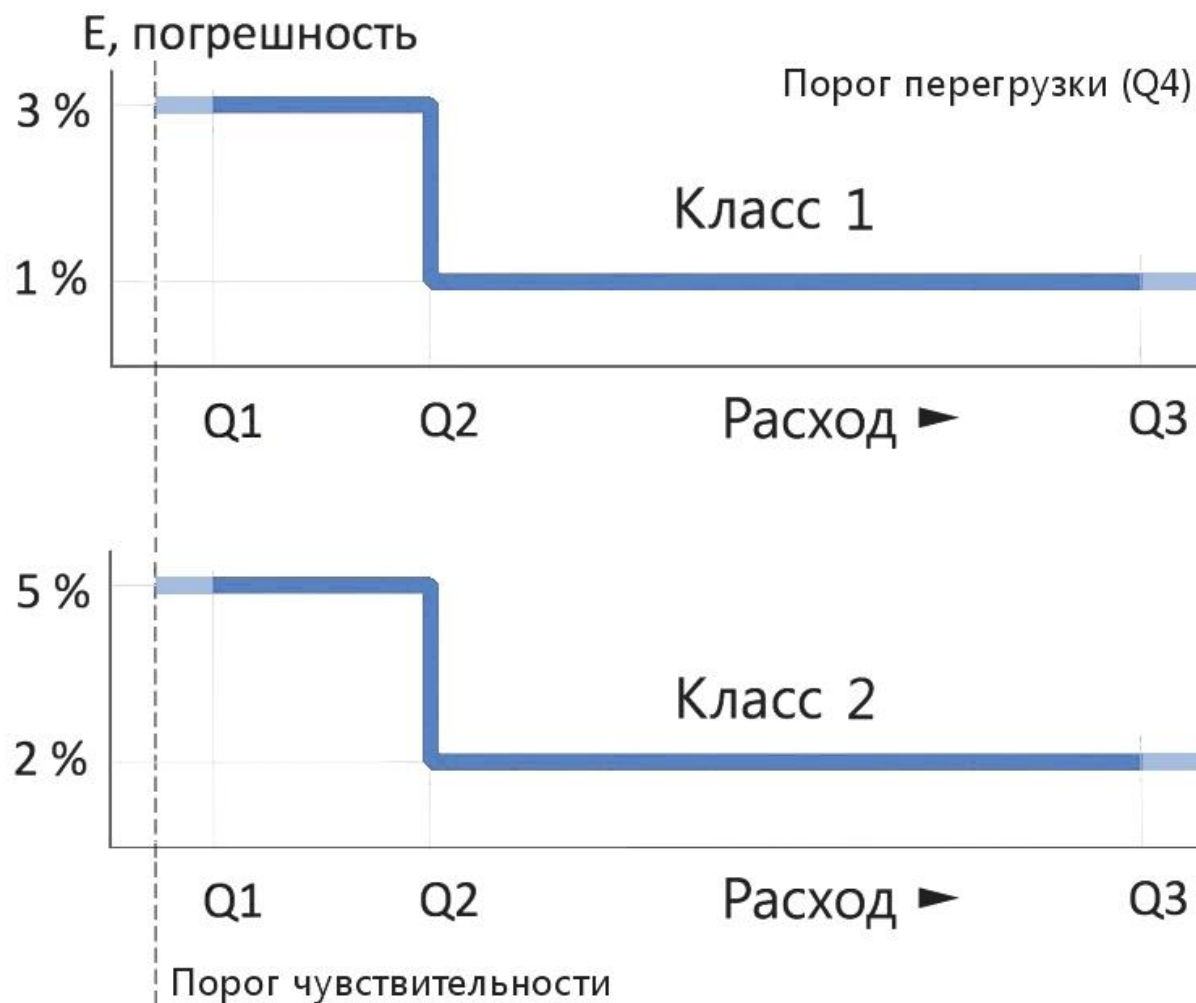 E, погрешность
Порог перегрузки (Q4)
3 %
Класс 1
1 %
Q1 Q2 Расход ► Q3
5 %
Класс 2
2 %
Q1 Q2 Расход ► Q3
Порог чувствительности